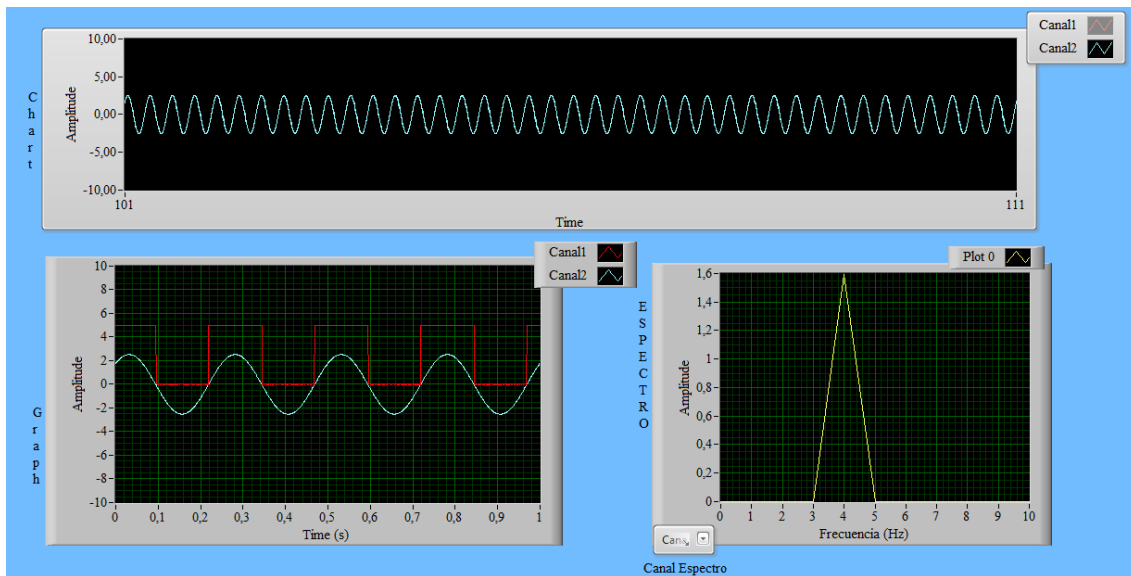 Canal1
Canal2
Chart
Amplitude
10,00
5,00
0,00
-5,00
-10,00
101
111
Time
Canal1
Canal2
Graph
Amplitude
10
8
6
4
2
0
-2
-4
-6
-8
-10
0 0,1 0,2 0,3 0,4 0,5 0,6 0,7 0,8 0,9 1
Time (s)
Plot 0
ESPECTRO
Amplitude
1,6
1,4
1,2
1
0,8
0,6
0,4
0,2
0
0 1 2 3 4 5 6 7 8 9 10
Frecuencia (Hz)
Canal Espectro